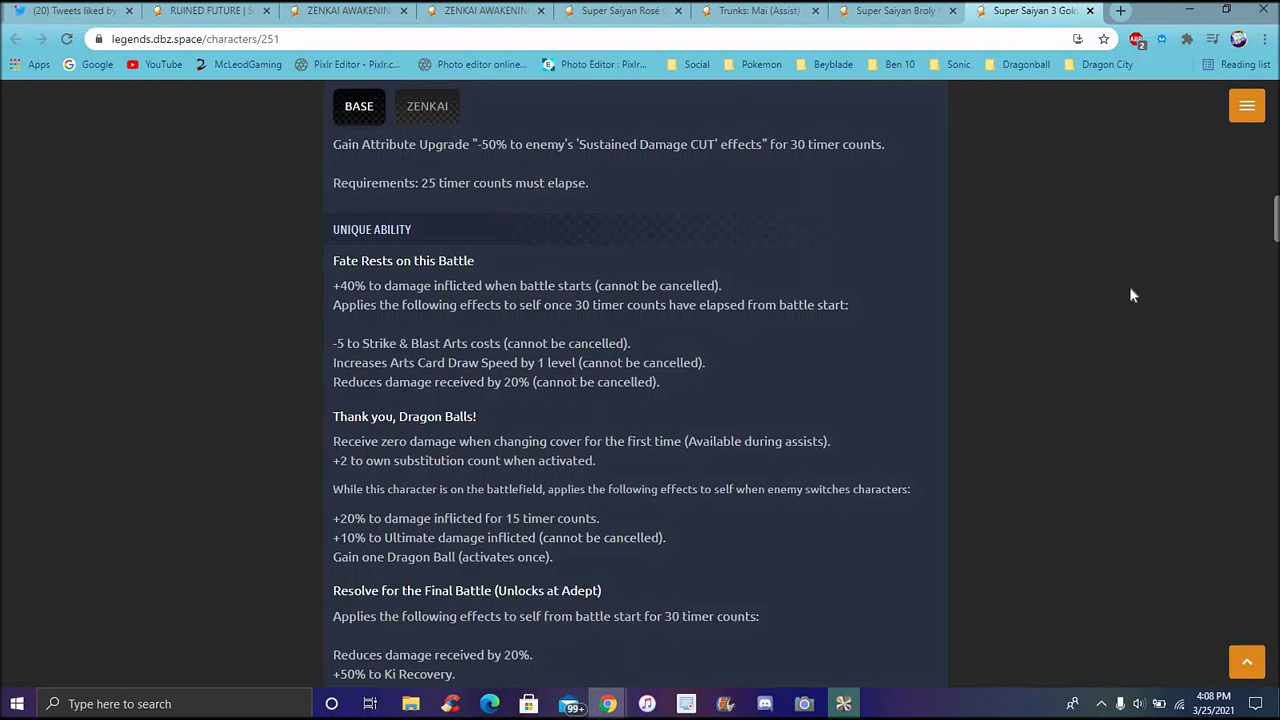 (20) Tweets liked by
RUINED FUTURE | S
ZENKAI AWAKENIN
ZENKAI AWAKENIN
Super Saiyan Rosé
Trunks: Mai (Assist)
Super Saiyan Broly
Super Saiyan 3 Gok
legends.dbz.space/characters/251
ABP
2
Apps
Google
YouTube
McLeodGaming
Pixlr Editor - Pixlr.c...
Photo editor online...
Photo Editor : Pixlr...
Social
Pokemon
Beyblade
Ben 10
Sonic
Dragonball
Dragon City
Reading list
BASE
ZENKAI
Gain Attribute Upgrade "-50% to enemy's 'Sustained Damage CUT' effects" for 30 timer counts.
Requirements: 25 timer counts must elapse.
UNIQUE ABILITY
Fate Rests on this Battle
+40% to damage inflicted when battle starts (cannot be cancelled).
Applies the following effects to self once 30 timer counts have elapsed from battle start:
-5 to Strike & Blast Arts costs (cannot be cancelled).
Increases Arts Card Draw Speed by 1 level (cannot be cancelled).
Reduces damage received by 20% (cannot be cancelled).
Thank you, Dragon Balls!
Receive zero damage when changing cover for the first time (Available during assists).
+2 to own substitution count when activated.
While this character is on the battlefield, applies the following effects to self when enemy switches characters:
+20% to damage inflicted for 15 timer counts.
+10% to Ultimate damage inflicted (cannot be cancelled).
Gain one Dragon Ball (activates once).
Resolve for the Final Battle (Unlocks at Adept)
Applies the following effects to self from battle start for 30 timer counts:
Reduces damage received by 20%.
+50% to Ki Recovery.
Type here to search
99+
4:08 PM
3/25/2021